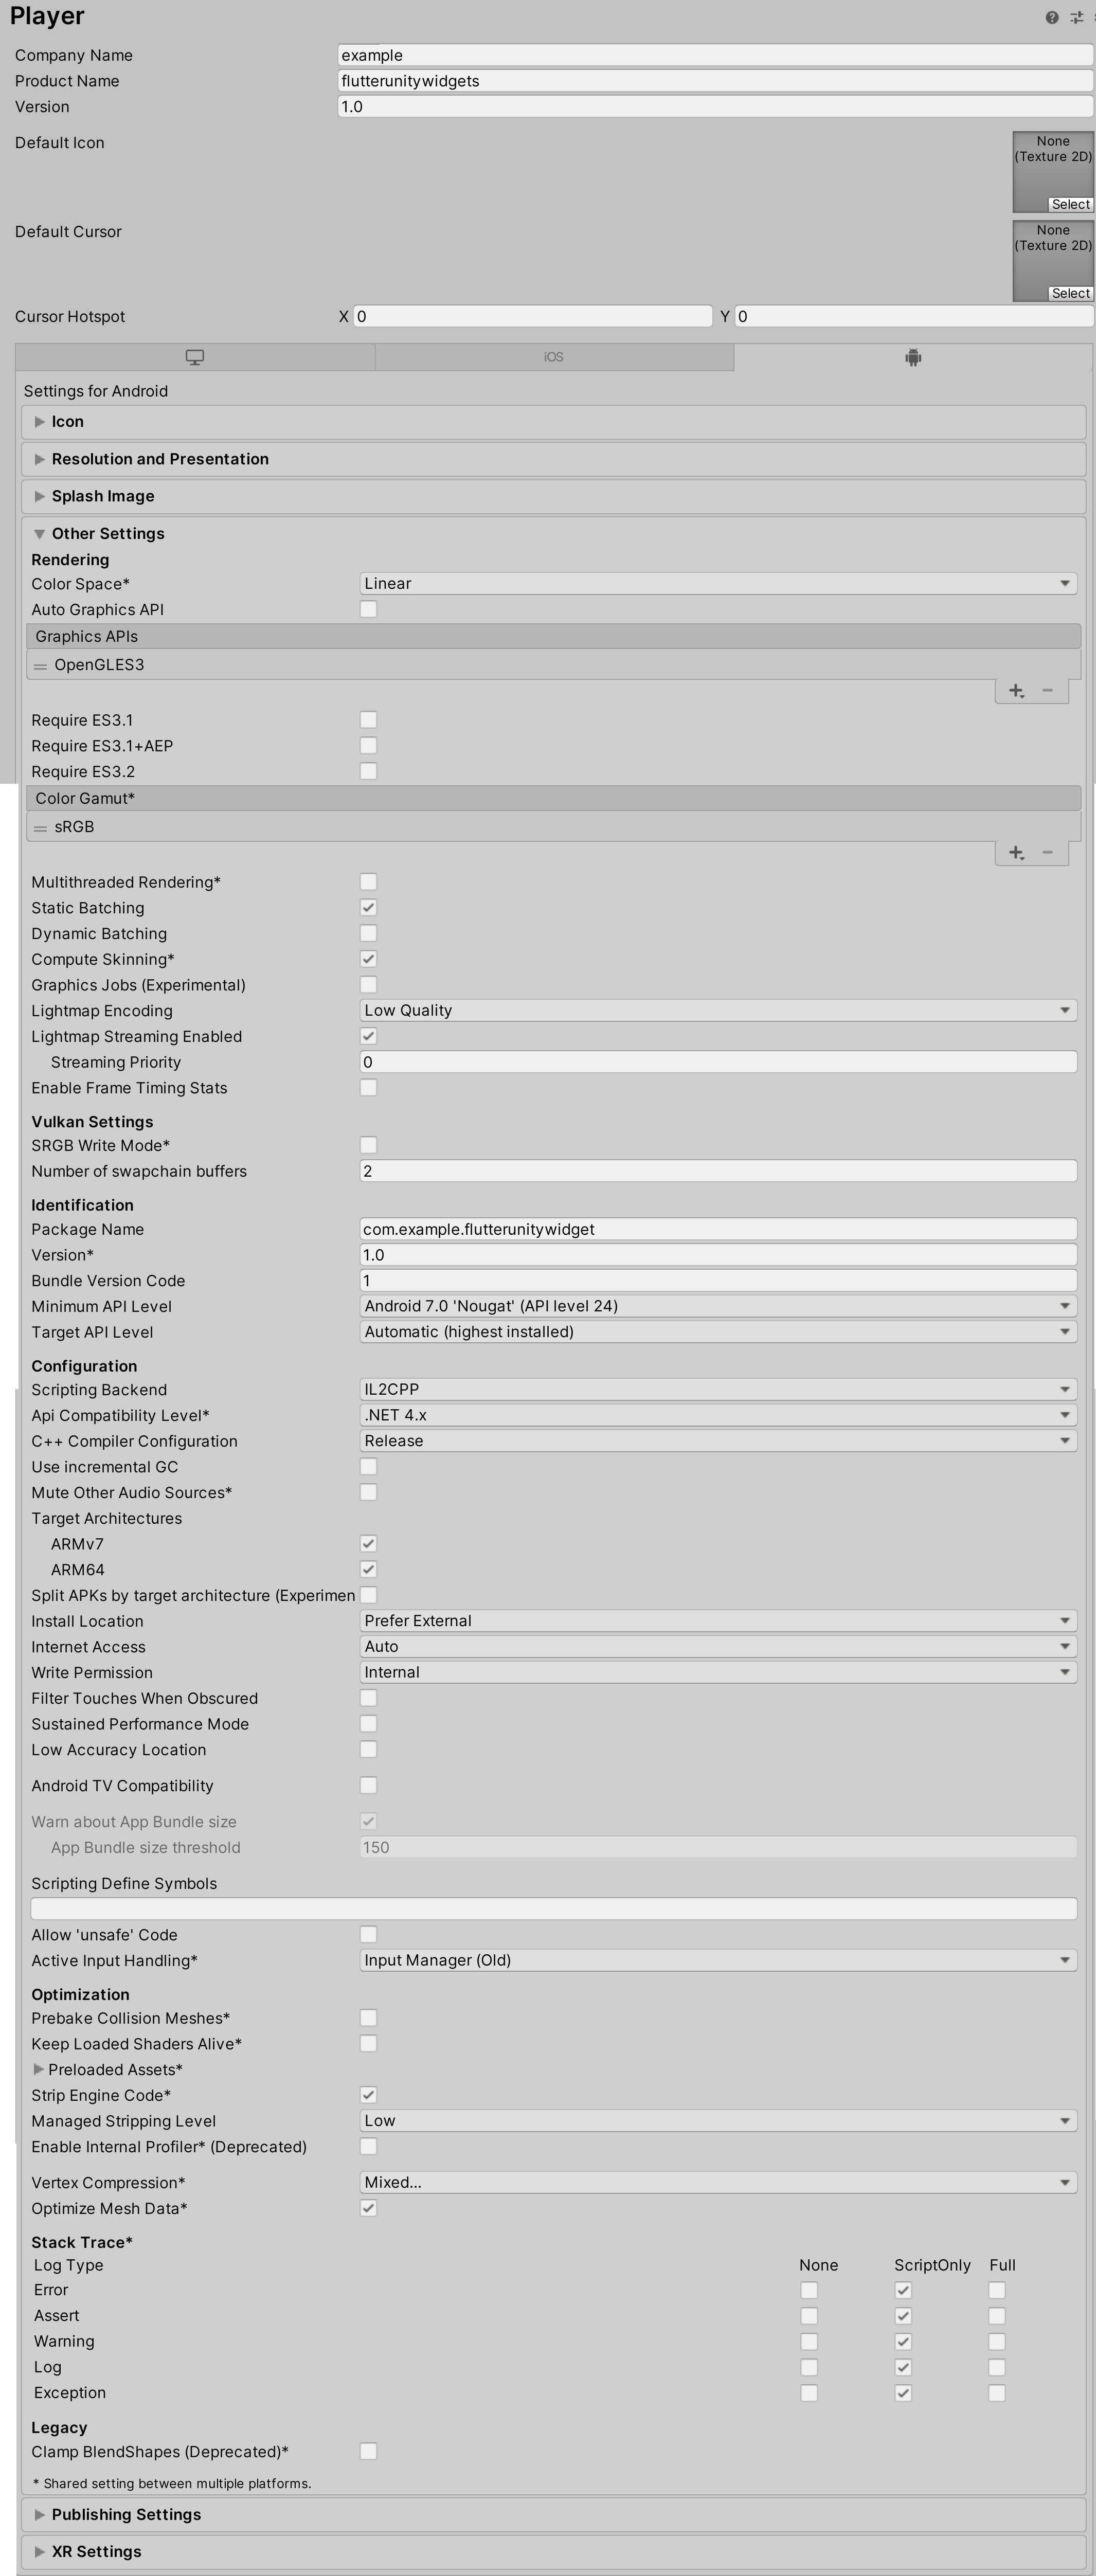 Player
Company Name example
Product Name flutterunitywidgets
Version 1.0
Default Icon
None
(Texture 2D)
Select
Default Cursor
None
(Texture 2D)
Select
Cursor Hotspot X 0 Y 0
iOS
Settings for Android
Icon
Resolution and Presentation
Splash Image
Other Settings
Rendering
Color Space* Linear
Auto Graphics API
Graphics APIs
OpenGLES3
Require ES3.1
Require ES3.1+AEP
Require ES3.2
Color Gamut*
sRGB
Multithreaded Rendering*
Static Batching
Dynamic Batching
Compute Skinning*
Graphics Jobs (Experimental)
Lightmap Encoding Low Quality
Lightmap Streaming Enabled
Streaming Priority 0
Enable Frame Timing Stats
Vulkan Settings
SRGB Write Mode*
Number of swapchain buffers 2
Identification
Package Name com.example.flutterunitywidget
Version* 1.0
Bundle Version Code 1
Minimum API Level Android 7.0 'Nougat' (API level 24)
Target API Level Automatic (highest installed)
Configuration
Scripting Backend IL2CPP
Api Compatibility Level* .NET 4.x
C++ Compiler Configuration Release
Use incremental GC
Mute Other Audio Sources*
Target Architectures
ARMv7
ARM64
Split APKs by target architecture (Experimen
Install Location Prefer External
Internet Access Auto
Write Permission Internal
Filter Touches When Obscured
Sustained Performance Mode
Low Accuracy Location
Android TV Compatibility
Warn about App Bundle size
App Bundle size threshold 150
Scripting Define Symbols
Allow 'unsafe' Code
Active Input Handling* Input Manager (Old)
Optimization
Prebake Collision Meshes*
Keep Loaded Shaders Alive*
Preloaded Assets*
Strip Engine Code*
Managed Stripping Level Low
Enable Internal Profiler* (Deprecated)
Vertex Compression* Mixed...
Optimize Mesh Data*
Stack Trace*
Log Type None ScriptOnly Full
Error
Assert
Warning
Log
Exception
Legacy
Clamp BlendShapes (Deprecated)*
* Shared setting between multiple platforms.
Publishing Settings
XR Settings